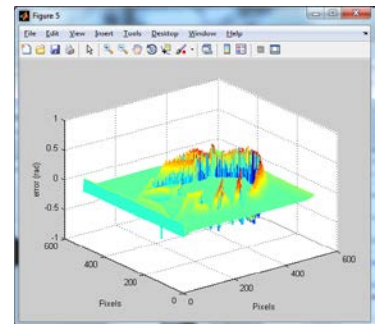 Figure 5
File Edit View Insert Tools Desktop Window Help
1
0.5
0
-0.5
-1
error (rad)
600
400
200
0
Pixels
0
200
400
600
Pixels